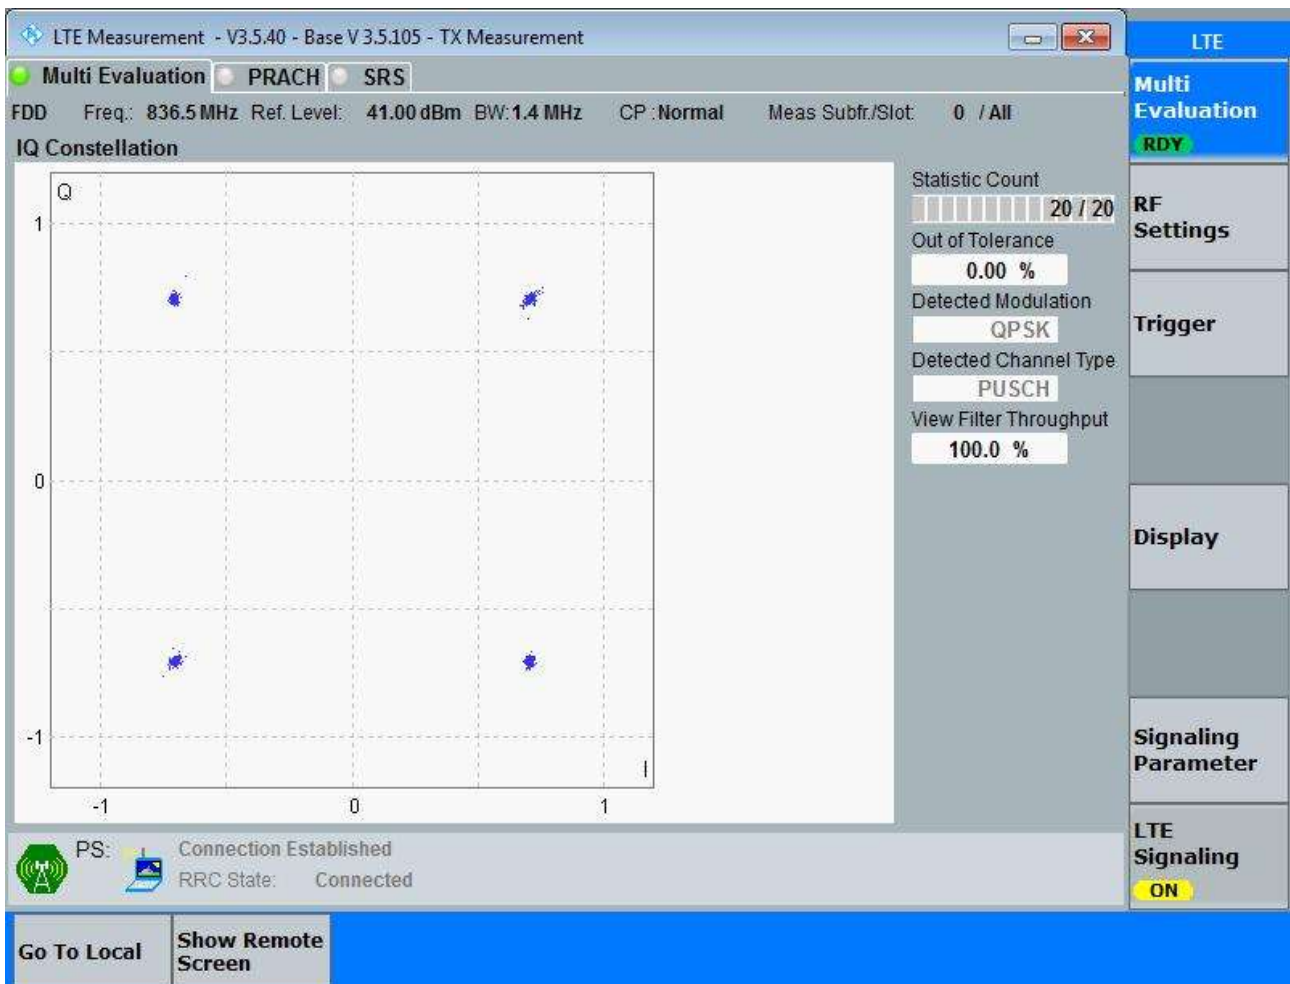 LTE Measurement - V3.5.40 - Base V 3.5.105 - TX Measurement
LTE
Multi Evaluation PRACH SRS
FDD Freq.: 836.5 MHz Ref. Level: 41.00 dBm BW: 1.4 MHz CP : Normal Meas Subfr./Slot: 0 / All
IQ Constellation
Q
1
0
-1
I
-1 0 1
Statistic Count
20 / 20
Out of Tolerance
0.00 %
Detected Modulation
QPSK
Detected Channel Type
PUSCH
View Filter Throughput
100.0 %
Multi
Evaluation
RDY
RF
Settings
Trigger
Display
Signaling
Parameter
LTE
Signaling
ON
PS: Connection Established
RRC State: Connected
Go To Local
Show Remote
Screen